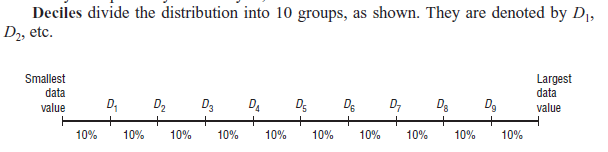 Deciles divide the distribution into 10 groups, as shown. They are denoted by D₁,
D₂, etc.
Smallest
data
value
D₁ D₂ D₃ D₄ D₅ D₆ D₇ D₈ D₉
Largest
data
value
10% 10% 10% 10% 10% 10% 10% 10% 10% 10%